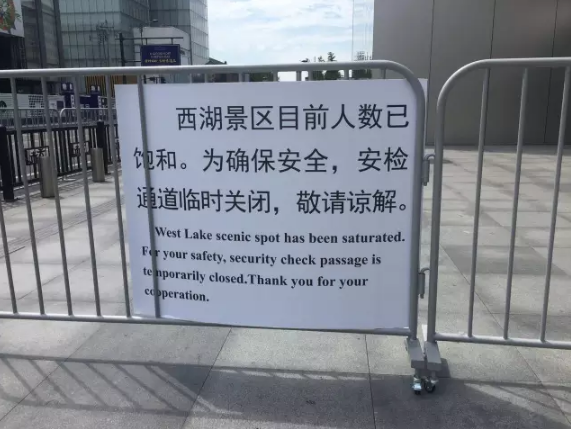 西湖景区目前人数已
饱和。为确保安全，安检
通道临时关闭，敬请谅解。
West Lake scenic spot has been saturated.
For your safety, security check passage is
temporarily closed.Thank you for your
cooperation.